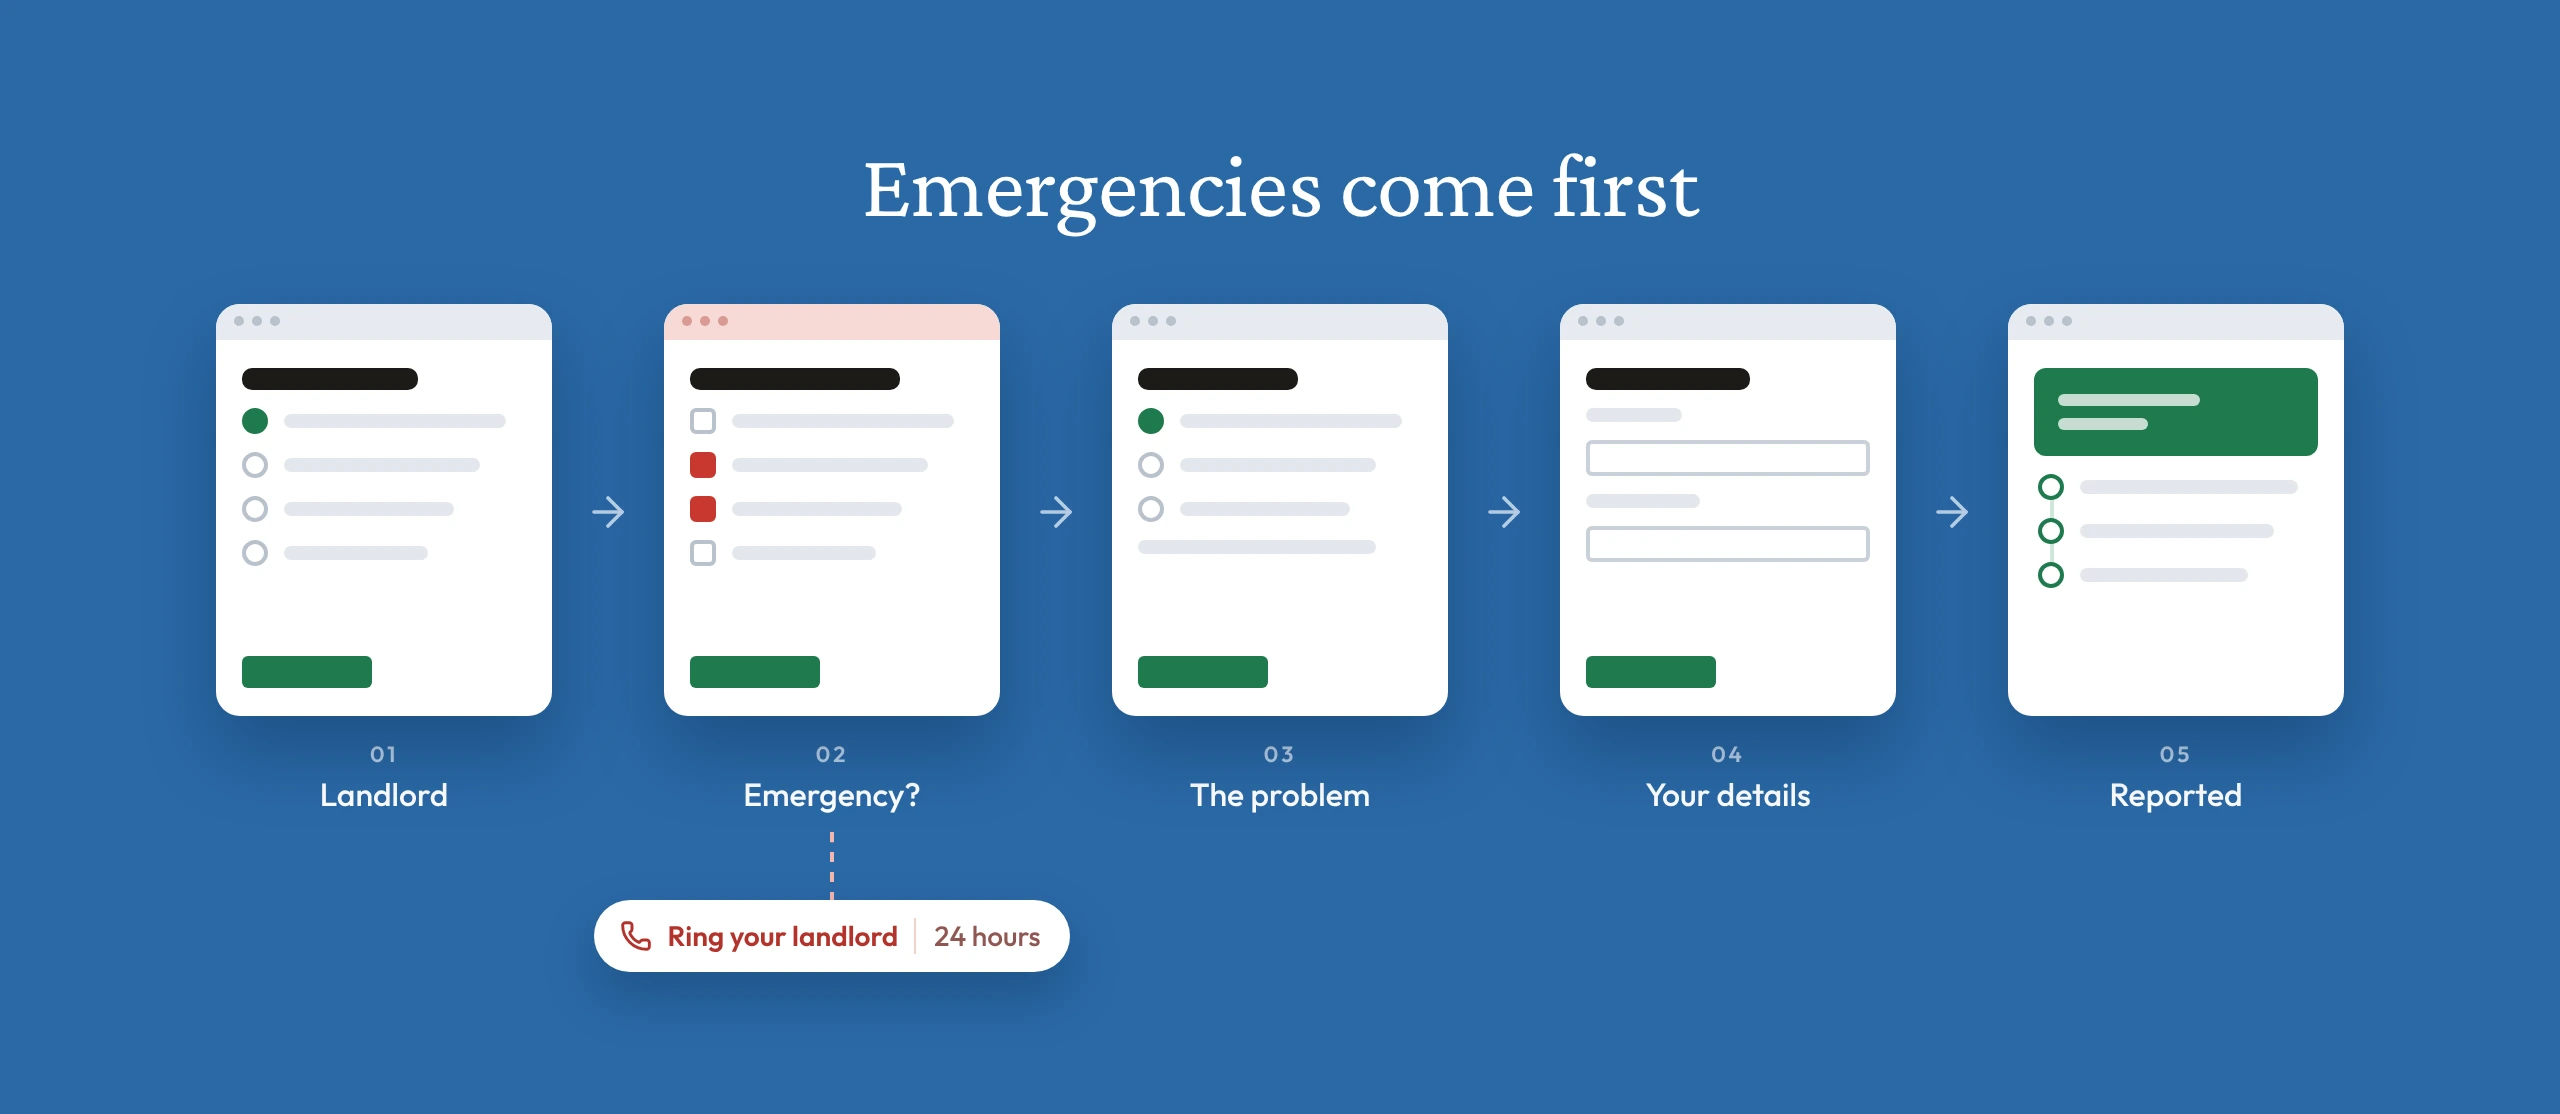 Emergencies come first
01
Landlord
02
Emergency?
03
The problem
04
Your details
05
Reported
Ring your landlord
24 hours